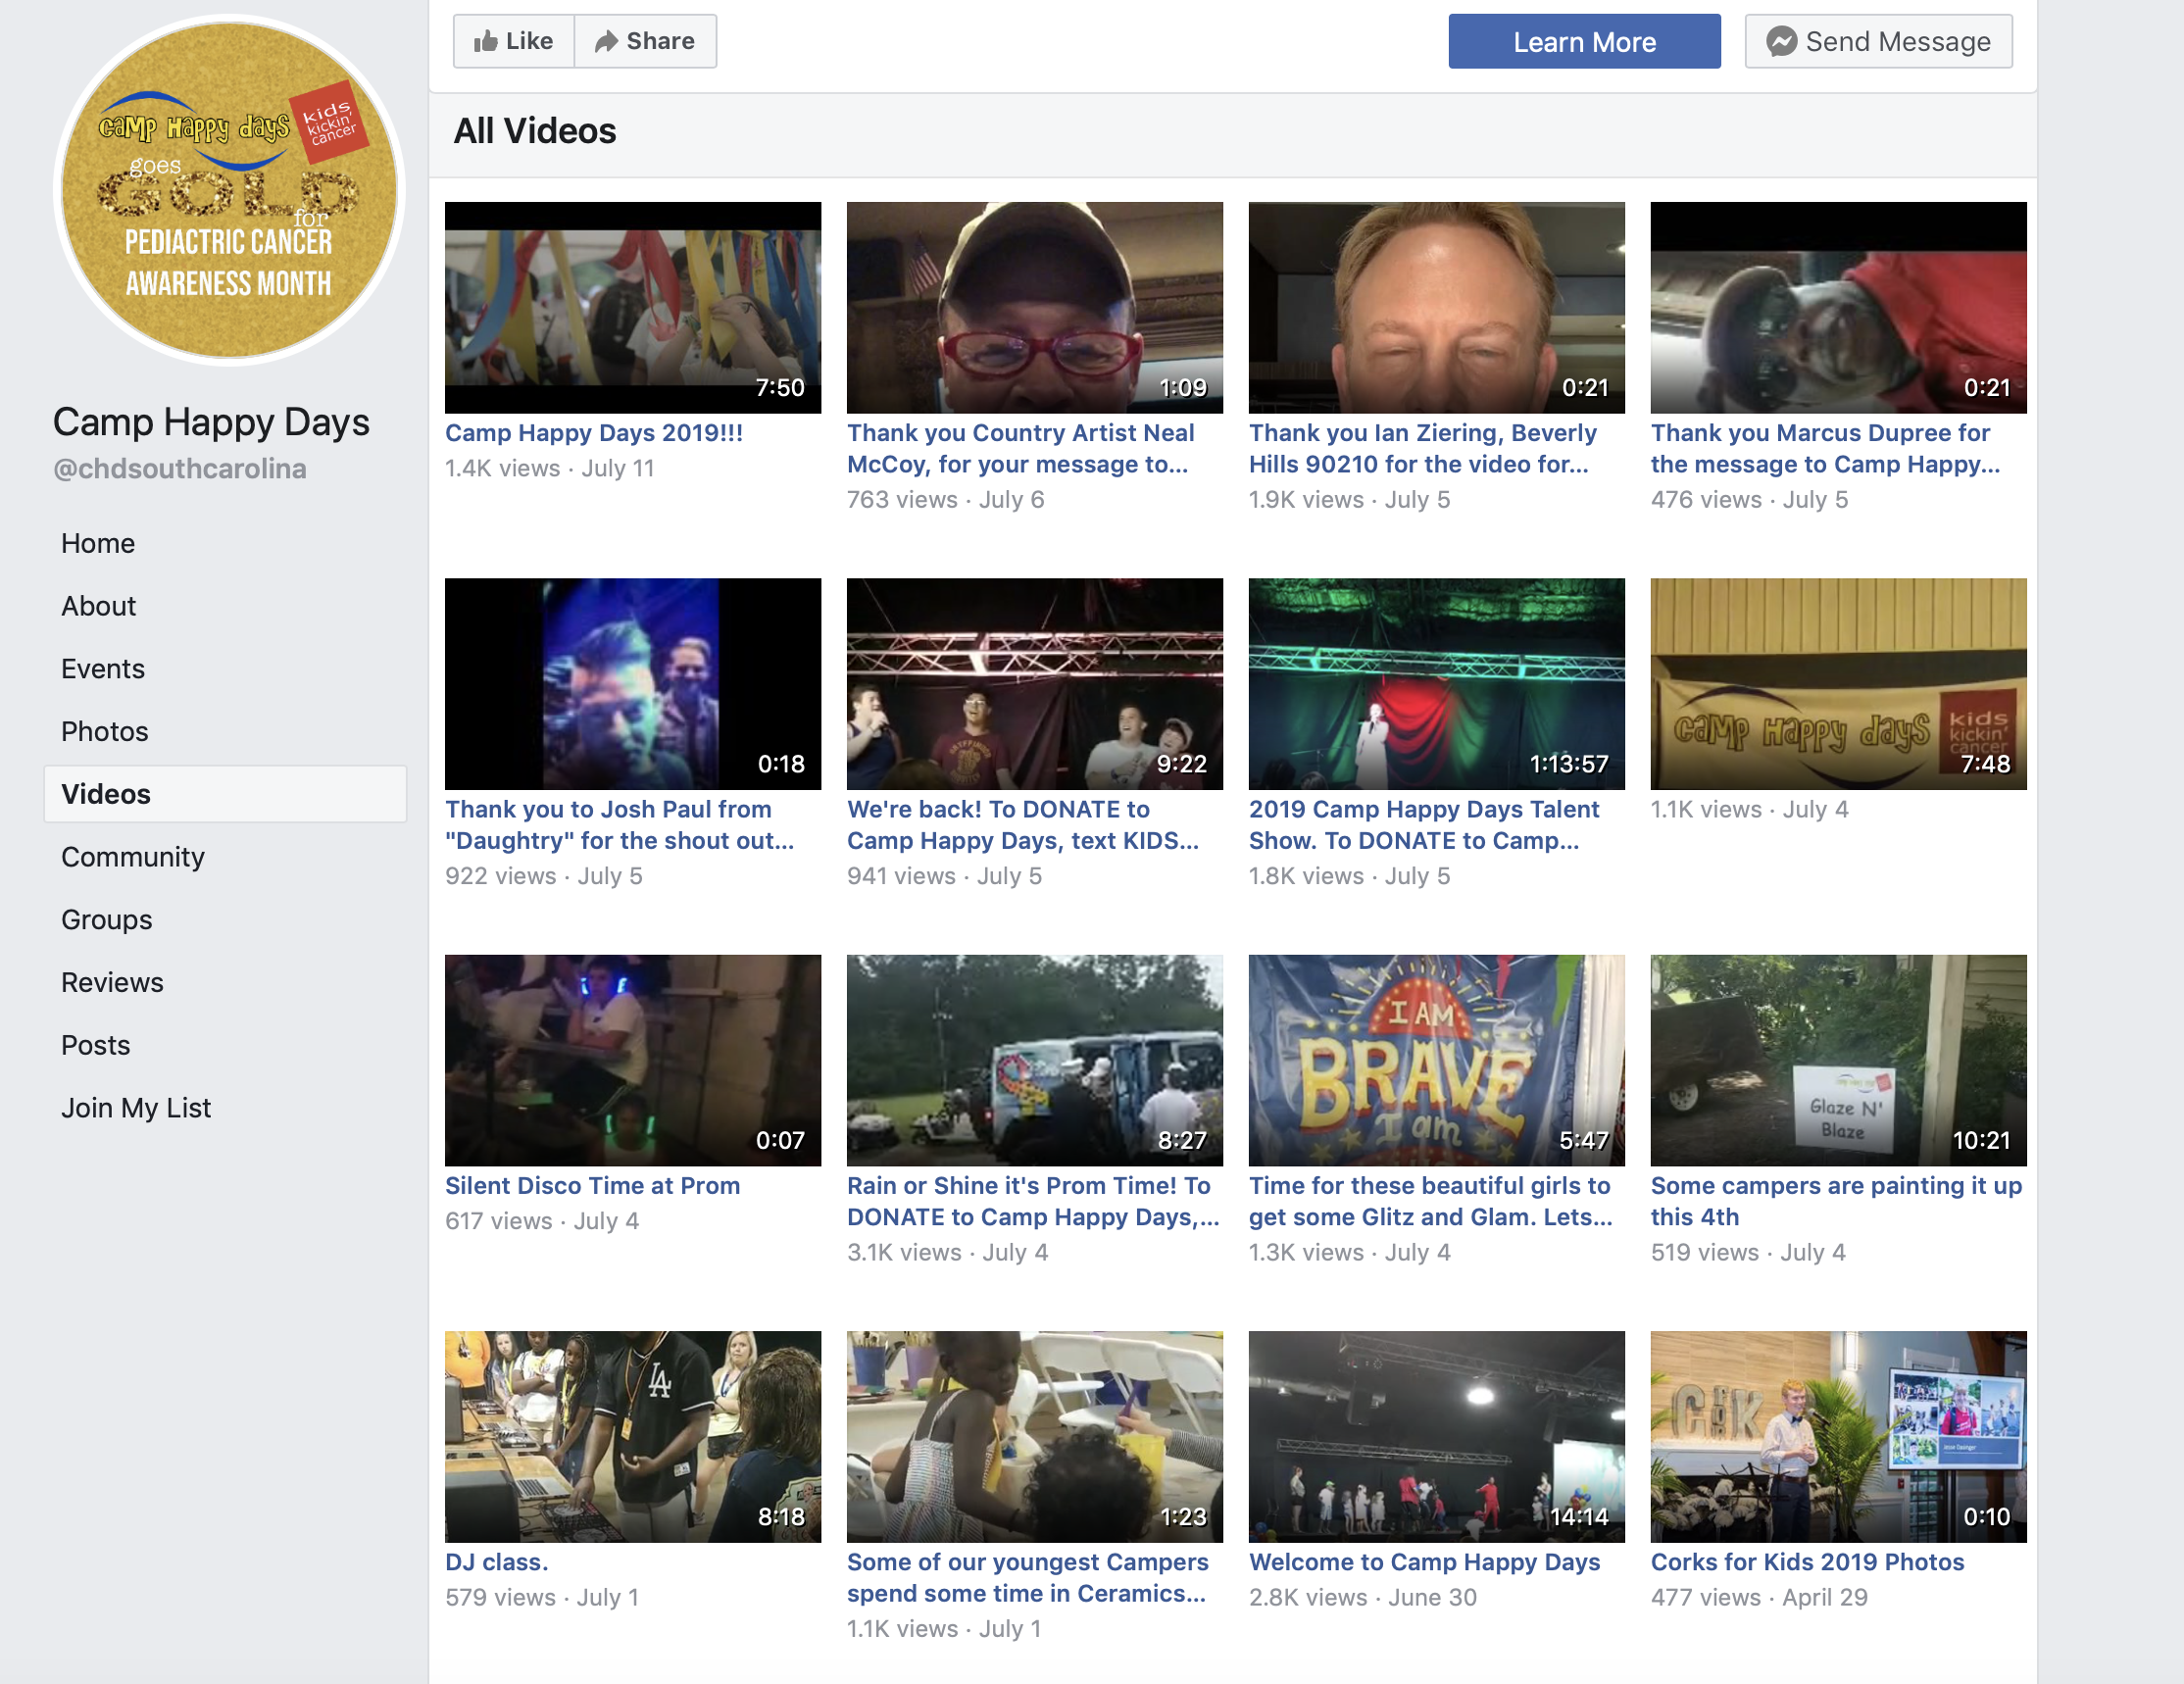 Like
Share
Learn More
Send Message
camp Happy days
kids
kickin'
cancer
goes
GOLD
for
PEDIACTRIC CANCER
AWARENESS MONTH
Camp Happy Days
@chdsouthcarolina
Home
About
Events
Photos
Videos
Community
Groups
Reviews
Posts
Join My List
All Videos
7:50
Camp Happy Days 2019!!!
1.4K views · July 11
1:09
Thank you Country Artist Neal
McCoy, for your message to...
763 views · July 6
0:21
Thank you Ian Ziering, Beverly
Hills 90210 for the video for...
1.9K views · July 5
0:21
Thank you Marcus Dupree for
the message to Camp Happy...
476 views · July 5
0:18
Thank you to Josh Paul from
"Daughtry" for the shout out...
922 views · July 5
GRYFFINDOR
9:22
We're back! To DONATE to
Camp Happy Days, text KIDS...
941 views · July 5
1:13:57
2019 Camp Happy Days Talent
Show. To DONATE to Camp...
1.8K views · July 5
camp Happy days
kids
kickin'
cancer
7:48
1.1K views · July 4
0:07
Silent Disco Time at Prom
617 views · July 4
8:27
Rain or Shine it's Prom Time! To
DONATE to Camp Happy Days,...
3.1K views · July 4
I AM
BRAVE
I am
5:47
Time for these beautiful girls to
get some Glitz and Glam. Lets...
1.3K views · July 4
Glaze N'
Blaze
10:21
Some campers are painting it up
this 4th
519 views · July 4
LA
8:18
DJ class.
579 views · July 1
1:23
Some of our youngest Campers
spend some time in Ceramics...
1.1K views · July 1
14:14
Welcome to Camp Happy Days
2.8K views · June 30
0:10
Corks for Kids 2019 Photos
477 views · April 29